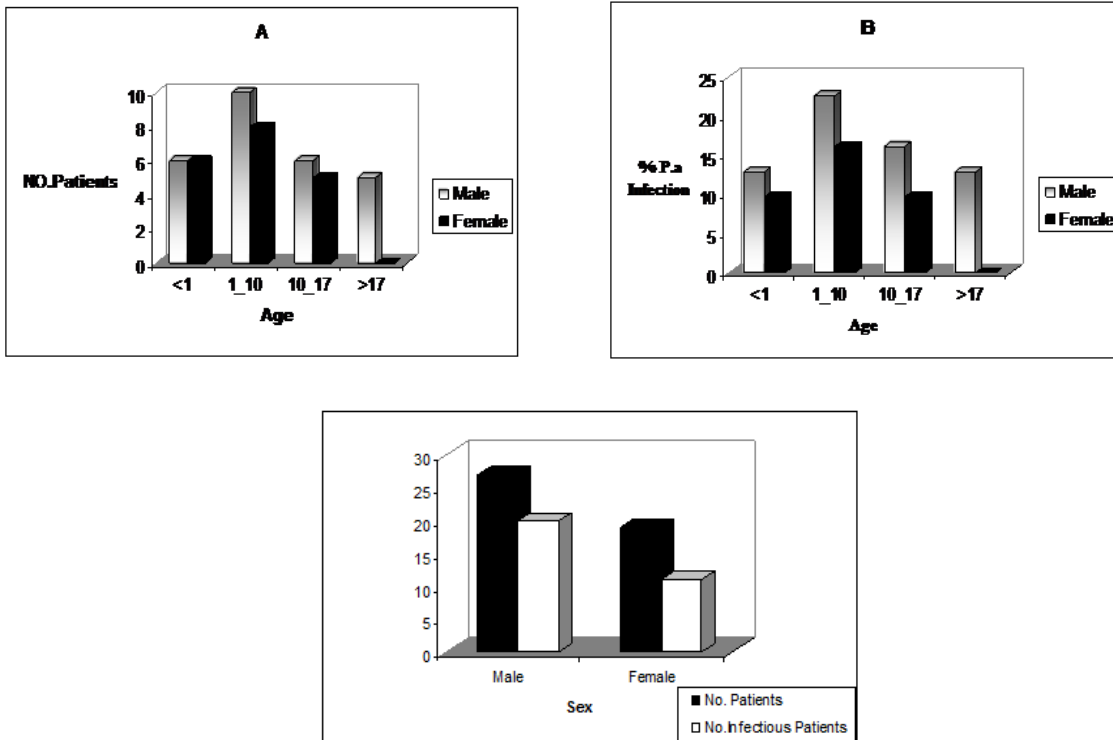 A
NO.Patients
10
8
6
4
2
0
<1 1_10 10_17 >17
Age
Male
Female
B
% P.a
Infection
25
20
15
10
5
0
<1 1_10 10_17 >17
Age
Male
Female
30
25
20
15
10
5
0
Male Female
Sex
No. Patients
No.Infectious Patients